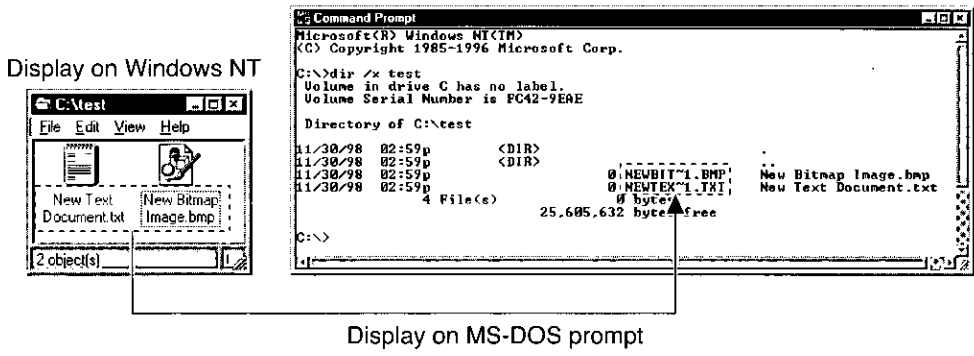 Display on Windows NT
C:\test
File Edit View Help
New Text Document.txt
New Bitmap Image.bmp
2 object(s)
Command Prompt
Microsoft(R) Windows NT(TM)
(C) Copyright 1985-1996 Microsoft Corp.
C:\>dir /x test
Volume in drive C has no label.
Volume Serial Number is FC42-9EAE
Directory of C:\test
11/30/98 02:59p <DIR> .
11/30/98 02:59p <DIR> ..
11/30/98 02:59p 0 NEWBIT~1.BMP New Bitmap Image.bmp
11/30/98 02:59p 0 NEWTEX~1.TXT New Text Document.txt
4 File(s) 0 bytes
25,605,632 bytes free
C:\>
Display on MS-DOS prompt